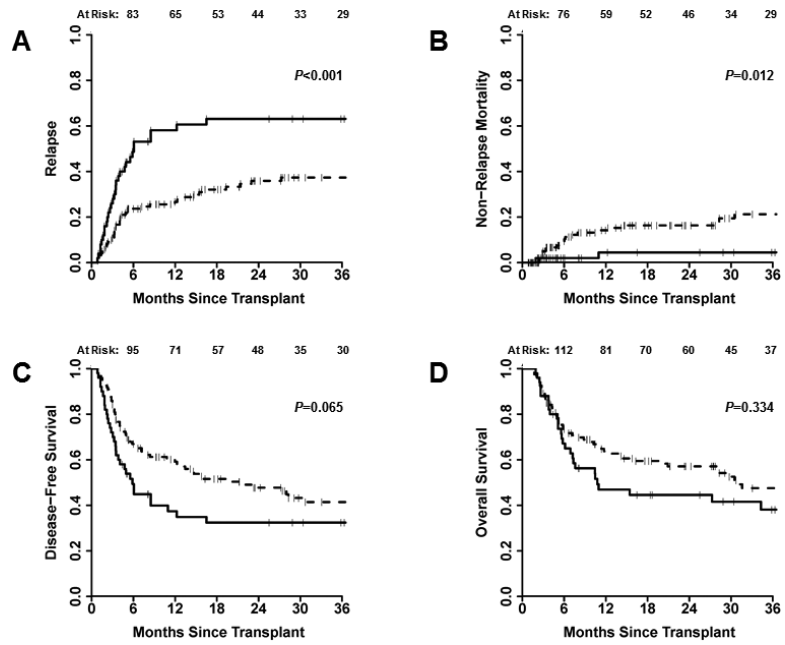 At Risk: 83 65 53 44 33 29
A
P<0.001
Relapse
0.0 0.2 0.4 0.6 0.8 1.0
0 6 12 18 24 30 36
Months Since Transplant
At Risk: 76 59 52 46 34 29
B
P=0.012
Non-Relapse Mortality
0.0 0.2 0.4 0.6 0.8 1.0
0 6 12 18 24 30 36
Months Since Transplant
At Risk: 95 71 57 48 35 30
C
P=0.065
Disease-Free Survival
0.0 0.2 0.4 0.6 0.8 1.0
0 6 12 18 24 30 36
Months Since Transplant
At Risk: 112 81 70 60 45 37
D
P=0.334
Overall Survival
0.0 0.2 0.4 0.6 0.8 1.0
0 6 12 18 24 30 36
Months Since Transplant